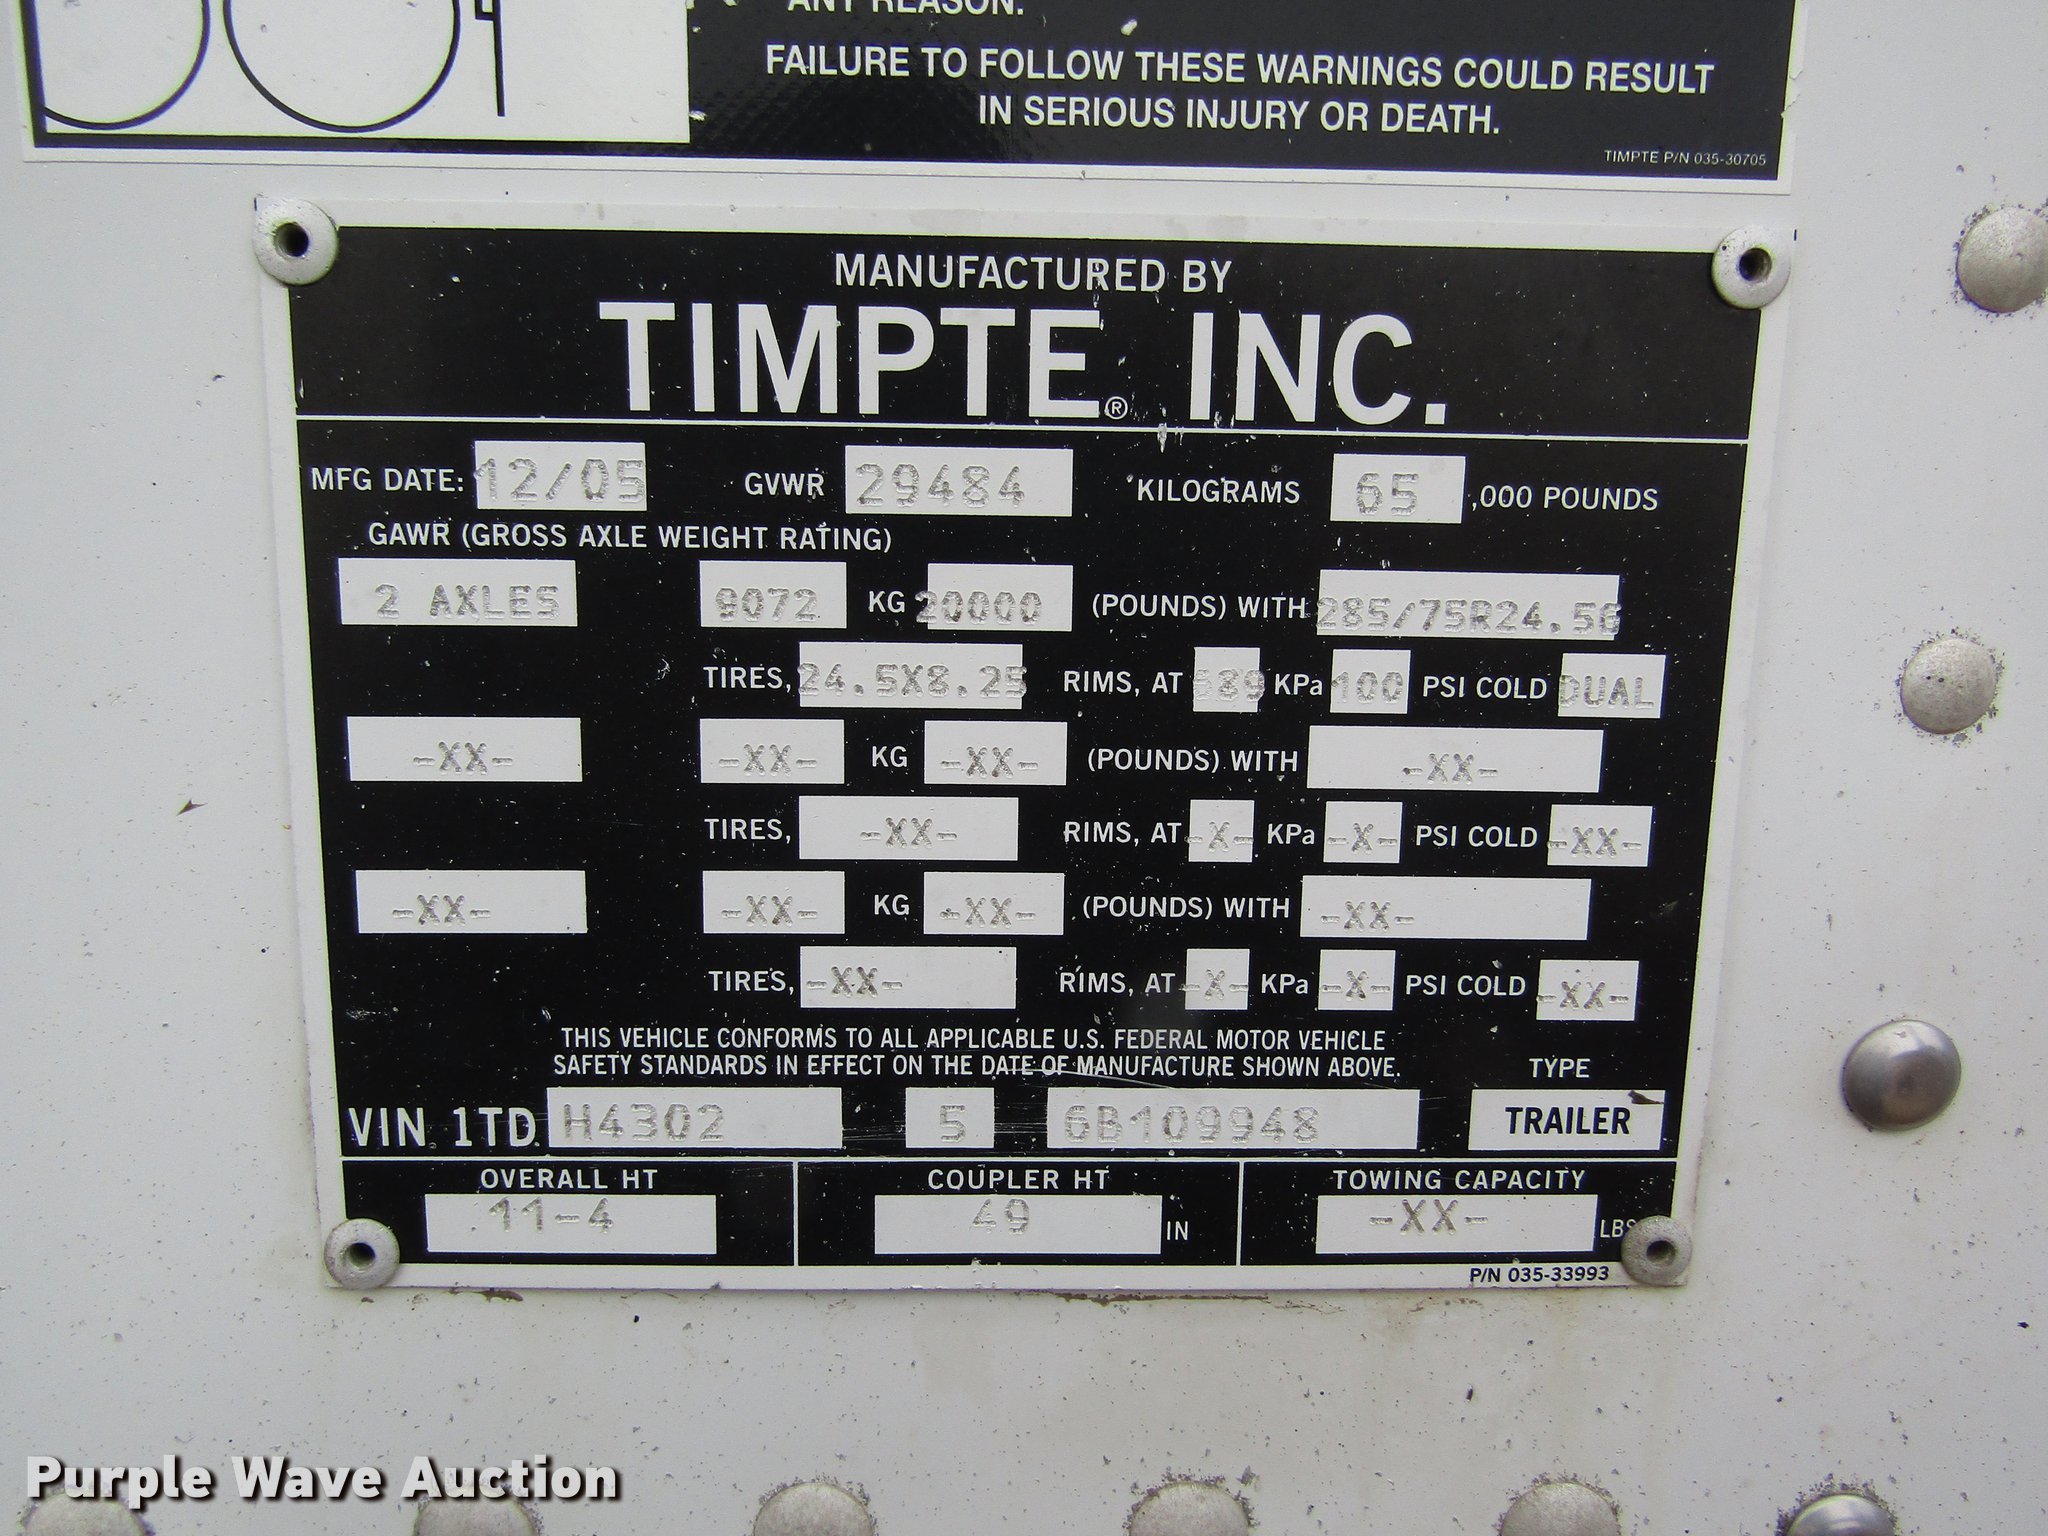 ANY REASON.
FAILURE TO FOLLOW THESE WARNINGS COULD RESULT
IN SERIOUS INJURY OR DEATH.
TIMPTE P/N 035-30705
MANUFACTURED BY
TIMPTE® INC.
MFG DATE: 12/05 GVWR 29484 KILOGRAMS 65 ,000 POUNDS
GAWR (GROSS AXLE WEIGHT RATING)
2 AXLES 9072 KG 20000 (POUNDS) WITH 285/75R24.5G
TIRES, 24.5X8.25 RIMS, AT 689 KPa 100 PSI COLD DUAL
-XX- -XX- KG -XX- (POUNDS) WITH -XX-
TIRES, -XX- RIMS, AT -X- KPa -X- PSI COLD -XX-
-XX- -XX- KG -XX- (POUNDS) WITH -XX-
TIRES, -XX- RIMS, AT -X- KPa -X- PSI COLD -XX-
THIS VEHICLE CONFORMS TO ALL APPLICABLE U.S. FEDERAL MOTOR VEHICLE
SAFETY STANDARDS IN EFFECT ON THE DATE OF MANUFACTURE SHOWN ABOVE.
TYPE
VIN 1TD H4302 5 6B109948 TRAILER
OVERALL HT COUPLER HT TOWING CAPACITY
11-4 49 IN -XX- LBS
P/N 035-33993
Purple Wave Auction